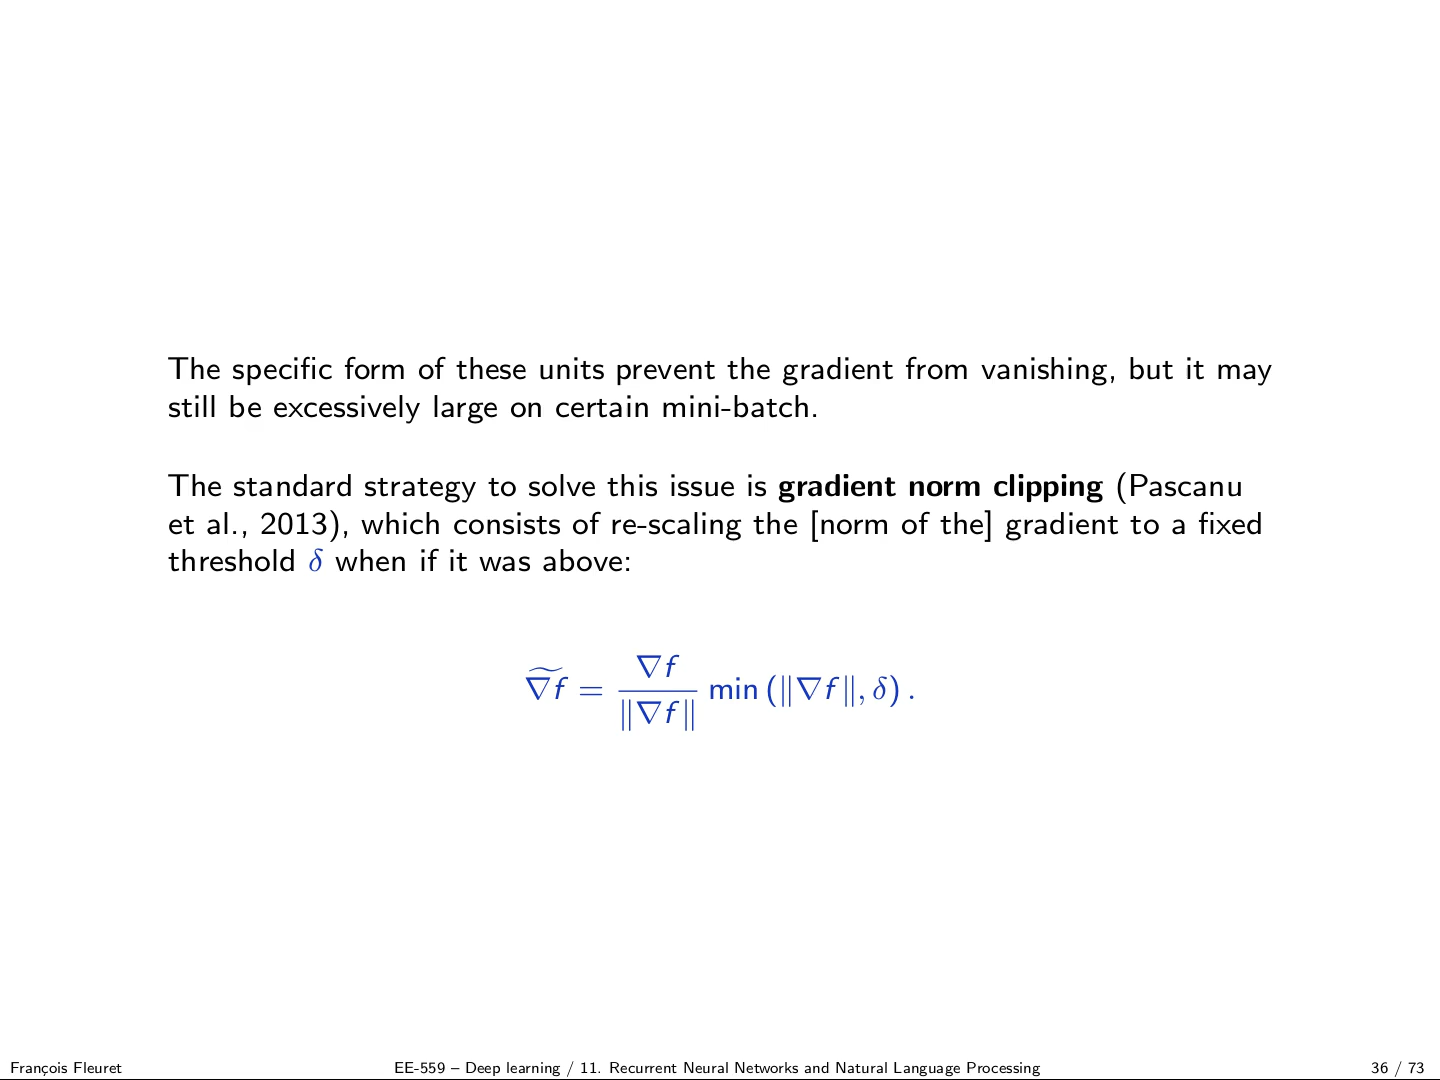 The specific form of these units prevent the gradient from vanishing, but it may
still be excessively large on certain mini-batch.
The standard strategy to solve this issue is gradient norm clipping (Pascanu
et al., 2013), which consists of re-scaling the [norm of the] gradient to a fixed
threshold δ when if it was above:
∇̃f = ∇f / ‖∇f‖ min (‖∇f‖, δ) .
François Fleuret
EE-559 – Deep learning / 11. Recurrent Neural Networks and Natural Language Processing
36 / 73